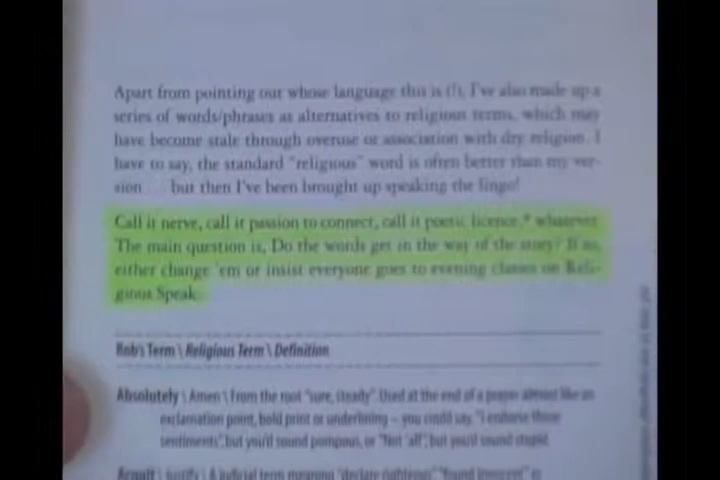 Apart from pointing out whose language this is (!), I've also made up a
series of words/phrases as alternatives to religious terms, which may
have become stale through overuse or association with dry religion. I
have to say, the standard "religious" word is often better than my ver-
sion but then I've been brought up speaking the lingo!
Call it nerve, call it passion to connect, call it poetic licence,* whatever.
The main question is, Do the words get in the way of the story? If so,
either change 'em or insist everyone goes to evening classes on Reli-
gious Speak.
Rob's Term \ Religious Term \ Definition
Absolutely \ Amen \ From the root "sure, steady". Used at the end of a prayer almost like an
exclamation point, bold print or underlining – you could say, "I endorse those
sentiments", but you'd sound pompous, or "Not 'alf", but you'd sound stupid.
Acquit \ Justify \ A judicial term meaning "declare righteous", "found innocent"